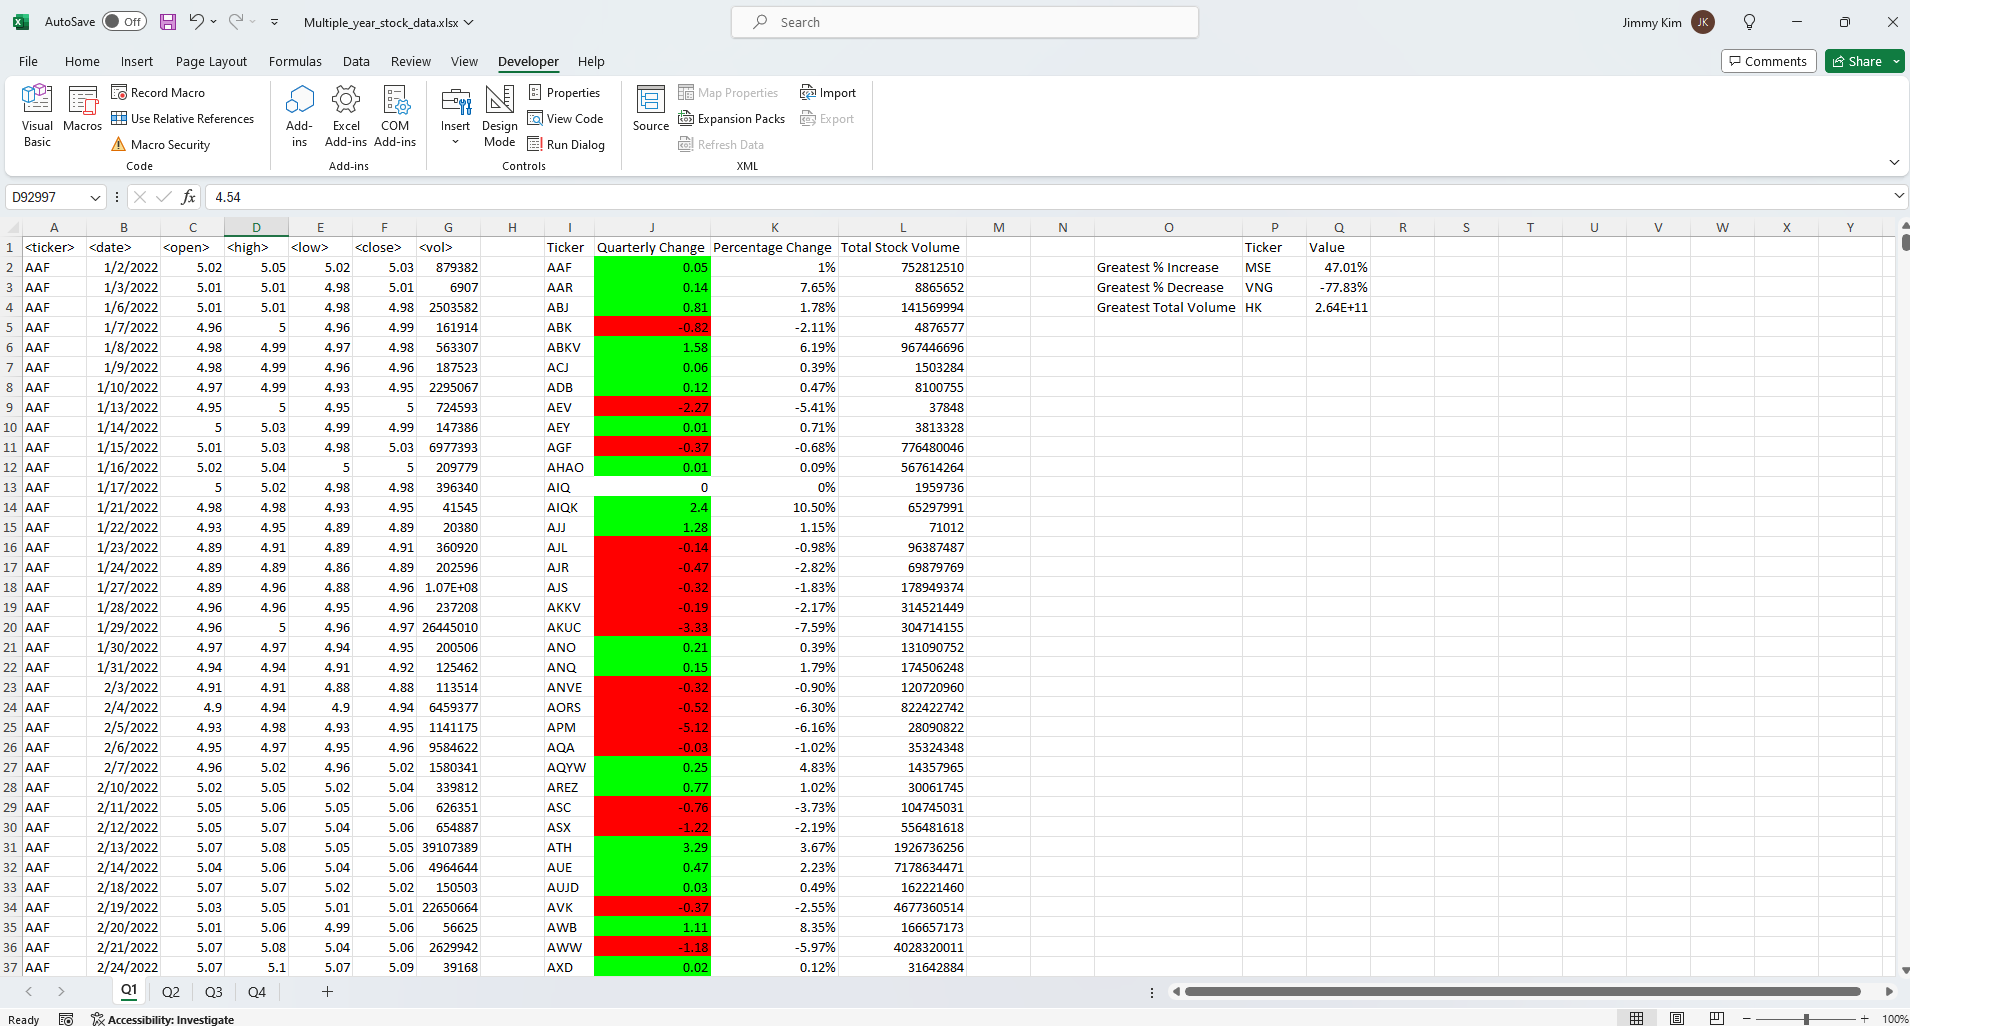 AutoSave Off Multiple_year_stock_data.xlsx Search Jimmy Kim JK
File Home Insert Page Layout Formulas Data Review View Developer Help Comments Share
Visual Basic
Macros
Record Macro
Use Relative References
Macro Security
Code
Add-ins
Excel Add-ins
COM Add-ins
Add-ins
Insert
Design Mode
Properties
View Code
Run Dialog
Controls
Source
Map Properties
Expansion Packs
Refresh Data
Import
Export
XML
D92997 fx 4.54
A B C D E F G H I J K L M N O P Q R S T U V W X Y
1 <ticker> <date> <open> <high> <low> <close> <vol> Ticker Quarterly Change Percentage Change Total Stock Volume Ticker Value
2 AAF 1/2/2022 5.02 5.05 5.02 5.03 879382 AAF 0.05 1% 752812510 Greatest % Increase MSE 47.01%
3 AAF 1/3/2022 5.01 5.01 4.98 5.01 6907 AAR 0.14 7.65% 8865652 Greatest % Decrease VNG -77.83%
4 AAF 1/6/2022 5.01 5.01 4.98 4.98 2503582 ABJ 0.81 1.78% 141569994 Greatest Total Volume HK 2.64E+11
5 AAF 1/7/2022 4.96 5 4.96 4.99 161914 ABK -0.82 -2.11% 4876577
6 AAF 1/8/2022 4.98 4.99 4.97 4.98 563307 ABKV 1.58 6.19% 967446696
7 AAF 1/9/2022 4.98 4.99 4.96 4.96 187523 ACJ 0.06 0.39% 1503284
8 AAF 1/10/2022 4.97 4.99 4.93 4.95 2295067 ADB 0.12 0.47% 8100755
9 AAF 1/13/2022 4.95 5 4.95 5 724593 AEV -2.27 -5.41% 37848
10 AAF 1/14/2022 5 5.03 4.99 4.99 147386 AEY 0.01 0.71% 3813328
11 AAF 1/15/2022 5.01 5.03 4.98 5.03 6977393 AGF -0.37 -0.68% 776480046
12 AAF 1/16/2022 5.02 5.04 5 5 209779 AHAO 0.01 0.09% 567614264
13 AAF 1/17/2022 5 5.02 4.98 4.98 396340 AIQ 0 0% 1959736
14 AAF 1/21/2022 4.98 4.98 4.93 4.95 41545 AIQK 2.4 10.50% 65297991
15 AAF 1/22/2022 4.93 4.95 4.89 4.89 20380 AJJ 1.28 1.15% 71012
16 AAF 1/23/2022 4.89 4.91 4.89 4.91 360920 AJL -0.14 -0.98% 96387487
17 AAF 1/24/2022 4.89 4.89 4.86 4.89 202596 AJR -0.47 -2.82% 69879769
18 AAF 1/27/2022 4.89 4.96 4.88 4.96 1.07E+08 AJS -0.32 -1.83% 178949374
19 AAF 1/28/2022 4.96 4.96 4.95 4.96 237208 AKKV -0.19 -2.17% 314521449
20 AAF 1/29/2022 4.96 5 4.96 4.97 26445010 AKUC -3.33 -7.59% 304714155
21 AAF 1/30/2022 4.97 4.97 4.94 4.95 200506 ANO 0.21 0.39% 131090752
22 AAF 1/31/2022 4.94 4.94 4.91 4.92 125462 ANQ 0.15 1.79% 174506248
23 AAF 2/3/2022 4.91 4.91 4.88 4.88 113514 ANVE -0.32 -0.90% 120720960
24 AAF 2/4/2022 4.9 4.94 4.9 4.94 6459377 AORS -0.52 -6.30% 822422742
25 AAF 2/5/2022 4.93 4.98 4.93 4.95 1141175 APM -5.12 -6.16% 28090822
26 AAF 2/6/2022 4.95 4.97 4.95 4.96 9584622 AQA -0.03 -1.02% 35324348
27 AAF 2/7/2022 4.96 5.02 4.96 5.02 1580341 AQYW 0.25 4.83% 14357965
28 AAF 2/10/2022 5.02 5.05 5.02 5.04 339812 AREZ 0.77 1.02% 30061745
29 AAF 2/11/2022 5.05 5.06 5.05 5.06 626351 ASC -0.76 -3.73% 104745031
30 AAF 2/12/2022 5.05 5.07 5.04 5.06 654887 ASX -1.22 -2.19% 556481618
31 AAF 2/13/2022 5.07 5.08 5.05 5.05 39107389 ATH 3.29 3.67% 1926736256
32 AAF 2/14/2022 5.04 5.06 5.04 5.06 4964644 AUE 0.47 2.23% 7178634471
33 AAF 2/18/2022 5.07 5.07 5.02 5.02 150503 AUJD 0.03 0.49% 162221460
34 AAF 2/19/2022 5.03 5.05 5.01 5.01 22650664 AVK -0.37 -2.55% 4677360514
35 AAF 2/20/2022 5.01 5.06 4.99 5.06 56625 AWB 1.11 8.35% 166657173
36 AAF 2/21/2022 5.07 5.08 5.04 5.06 2629942 AWW -1.18 -5.97% 4028320011
37 AAF 2/24/2022 5.07 5.1 5.07 5.09 39168 AXD 0.02 0.12% 31642884
Q1 Q2 Q3 Q4
Ready Accessibility: Investigate 100%